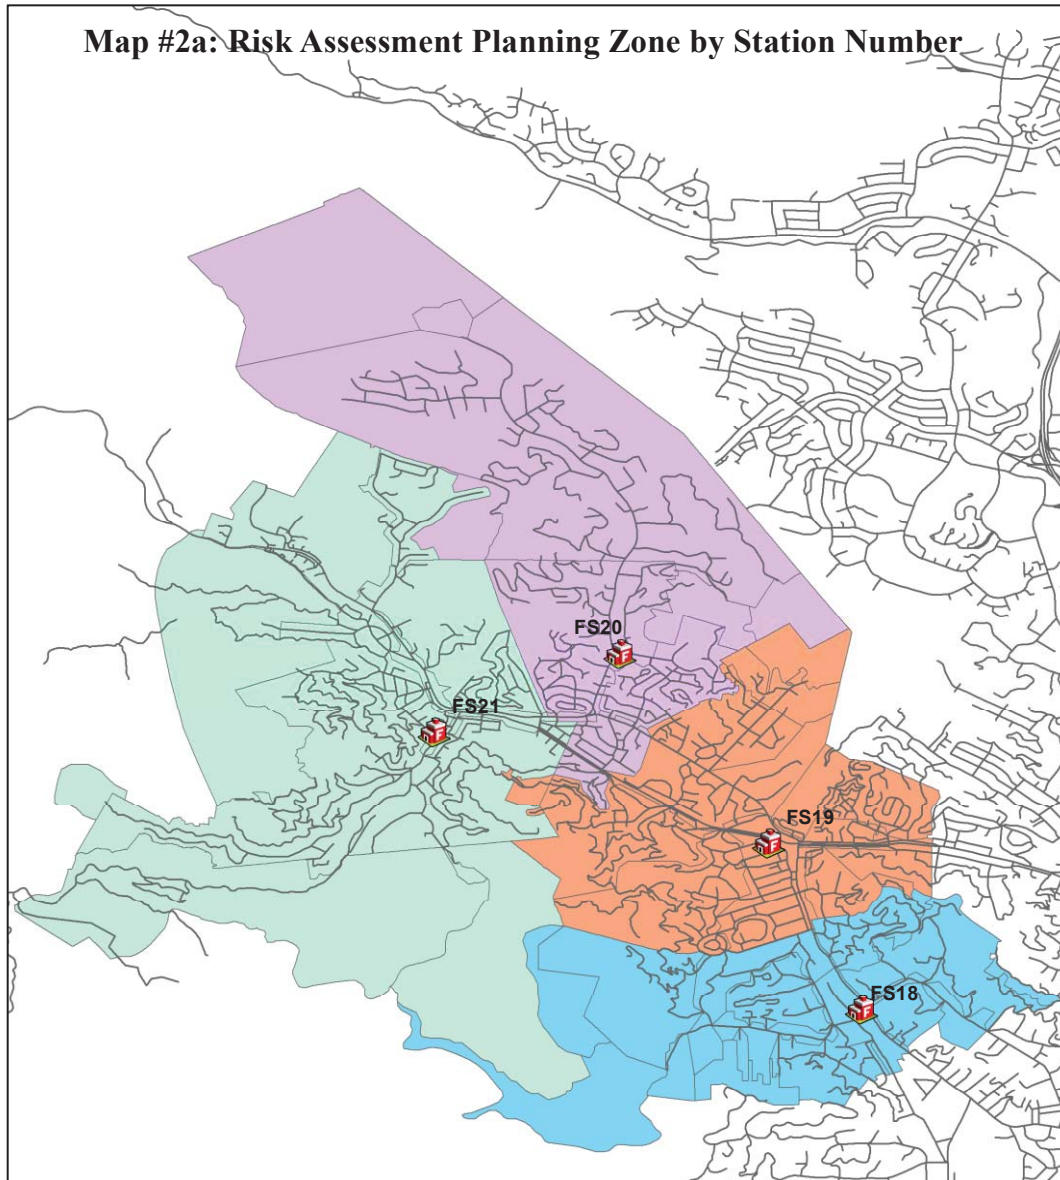 Map #2a: Risk Assessment Planning Zone by Station Number
FS20
FS21
FS19
FS18